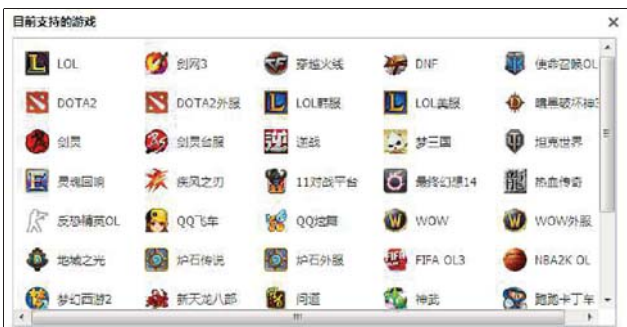 目前支持的游戏
LOL 剑网3 穿越火线 DNF 使命召唤OL
DOTA2 DOTA2外服 LOL韩服 LOL美服 暗黑破坏神3
剑灵 剑灵台服 逆战 梦三国 坦克世界
灵魂回响 疾风之刃 11对战平台 最终幻想14 热血传奇
反恐精英OL QQ飞车 QQ炫舞 WOW WOW外服
地城之光 炉石传说 炉石外服 FIFA OL3 NBA2K OL
梦幻西游2 新天龙八部 问道 神武 跑跑卡丁车